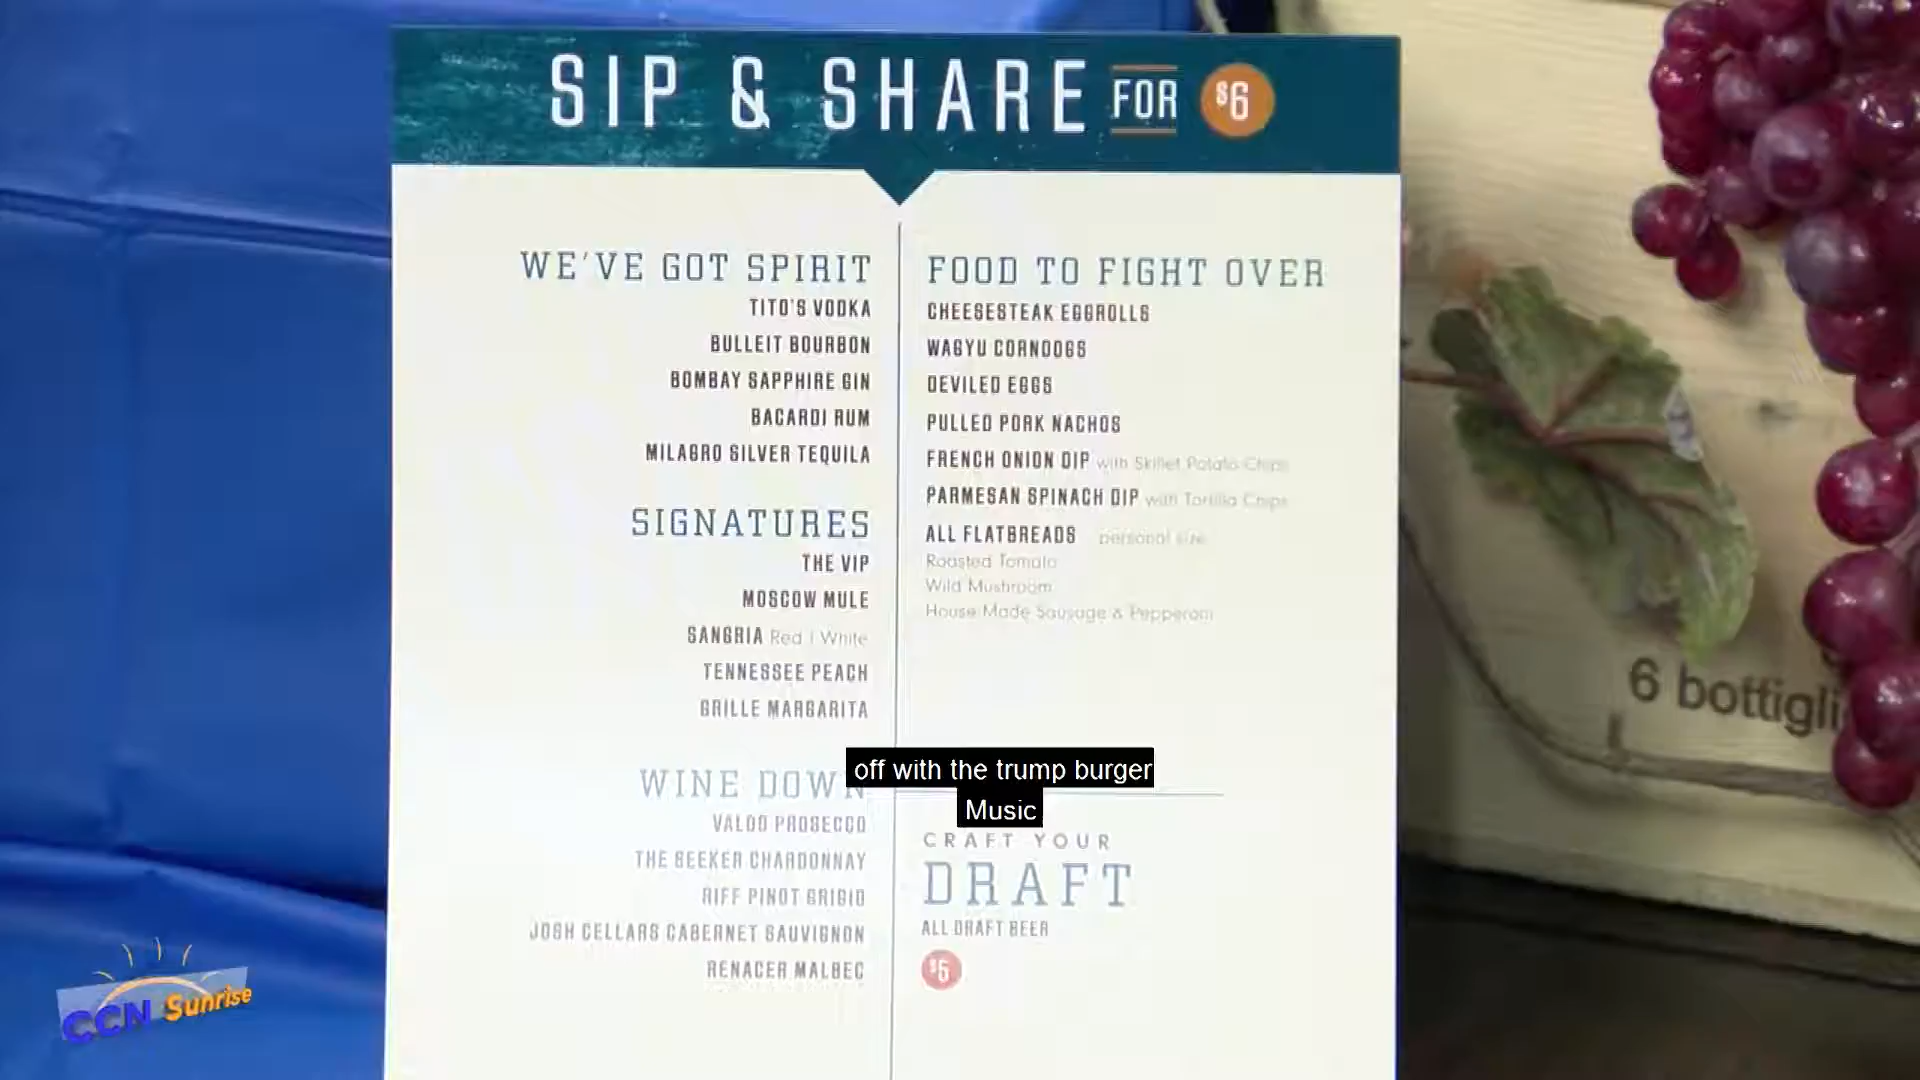 SIP & SHARE FOR $6
WE'VE GOT SPIRIT
TITO'S VODKA
BULLEIT BOURBON
BOMBAY SAPPHIRE GIN
BACARDI RUM
MILAGRO SILVER TEQUILA
SIGNATURES
THE VIP
MOSCOW MULE
SANGRIA Red | White
TENNESSEE PEACH
GRILLE MARGARITA
WINE DOWN
VALDO PROSECCO
THE SEEKER CHARDONNAY
RIFF PINOT GRIGIO
JOSH CELLARS CABERNET SAUVIGNON
RENACER MALBEC
FOOD TO FIGHT OVER
CHEESESTEAK EGGROLLS
WAGYU CORNDOGS
DEVILED EGGS
PULLED PORK NACHOS
FRENCH ONION DIP with Skillet Potato Chips
PARMESAN SPINACH DIP with Tortilla Chips
ALL FLATBREADS personal size
Roasted Tomato
Wild Mushroom
House Made Sausage & Pepperoni
off with the trump burger
Music
CRAFT YOUR
DRAFT
ALL DRAFT BEER
$6
6 bottigli
CCN Sunrise